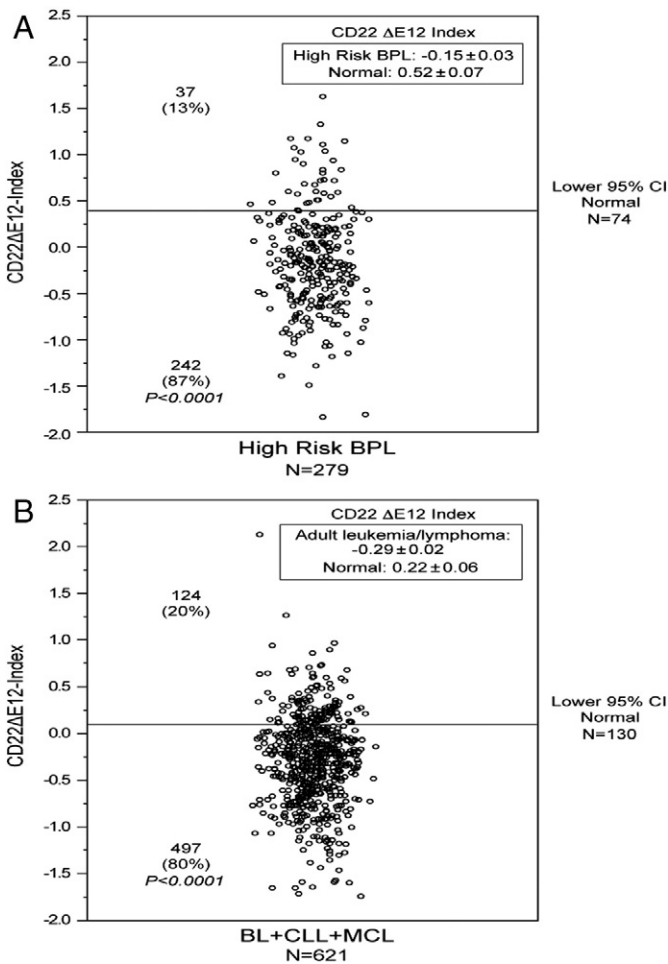 A
CD22 ΔE12 Index
High Risk BPL: -0.15±0.03
Normal: 0.52±0.07
2.5
2.0
1.5
1.0
0.5
0.0
-0.5
-1.0
-1.5
-2.0
CD22ΔE12-Index
37
(13%)
242
(87%)
P<0.0001
Lower 95% CI
Normal
N=74
High Risk BPL
N=279
B
CD22 ΔE12 Index
Adult leukemia/lymphoma:
-0.29±0.02
Normal: 0.22±0.06
2.5
2.0
1.5
1.0
0.5
0.0
-0.5
-1.0
-1.5
-2.0
CD22ΔE12-Index
124
(20%)
497
(80%)
P<0.0001
Lower 95% CI
Normal
N=130
BL+CLL+MCL
N=621